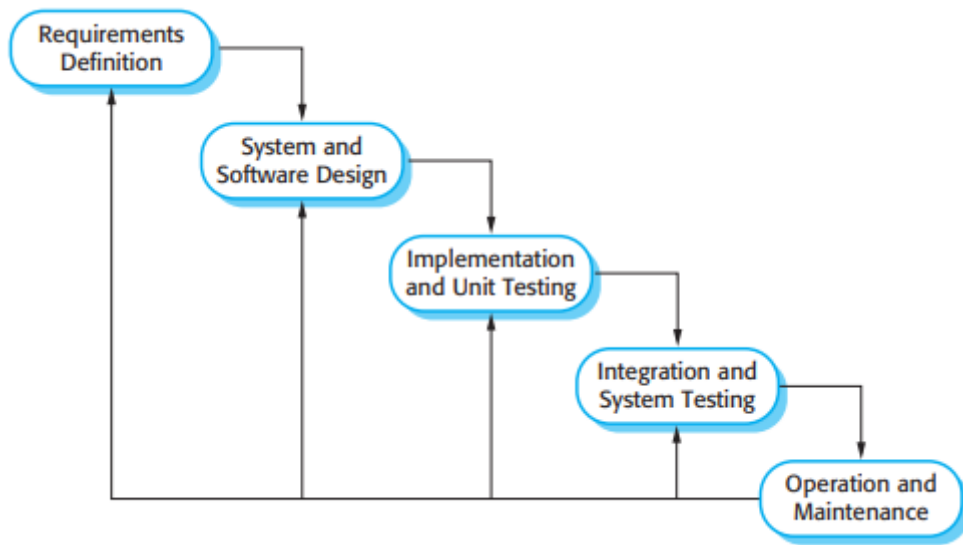 Requirements
Definition
System and
Software Design
Implementation
and Unit Testing
Integration and
System Testing
Operation and
Maintenance